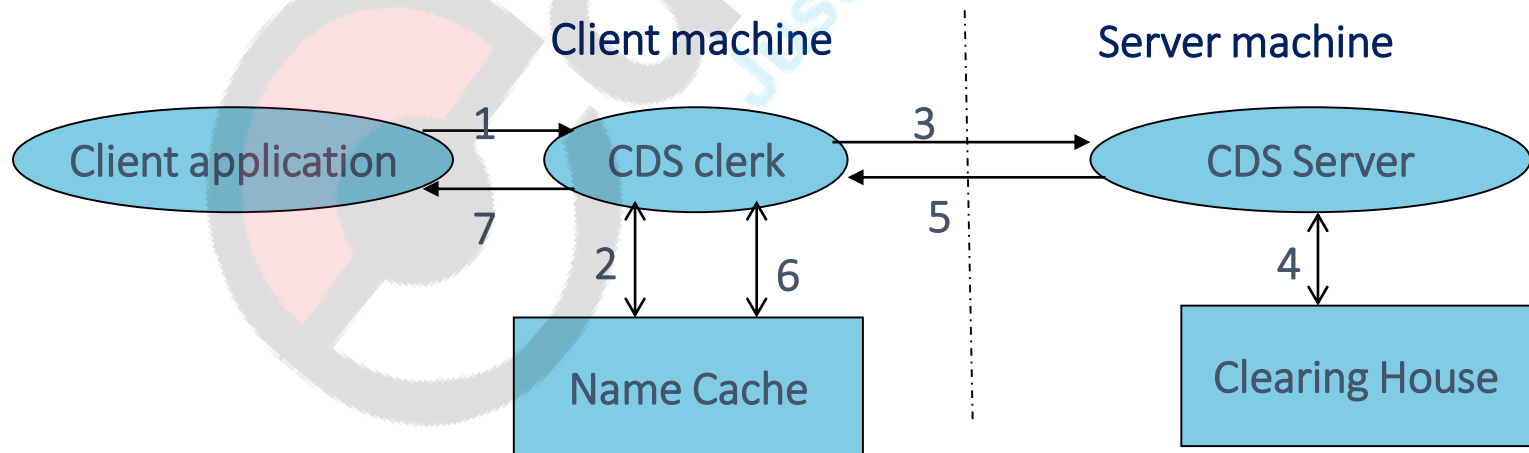 Client machine
Server machine
1
3
Client application
CDS clerk
CDS Server
7
5
2
6
4
Name Cache
Clearing House